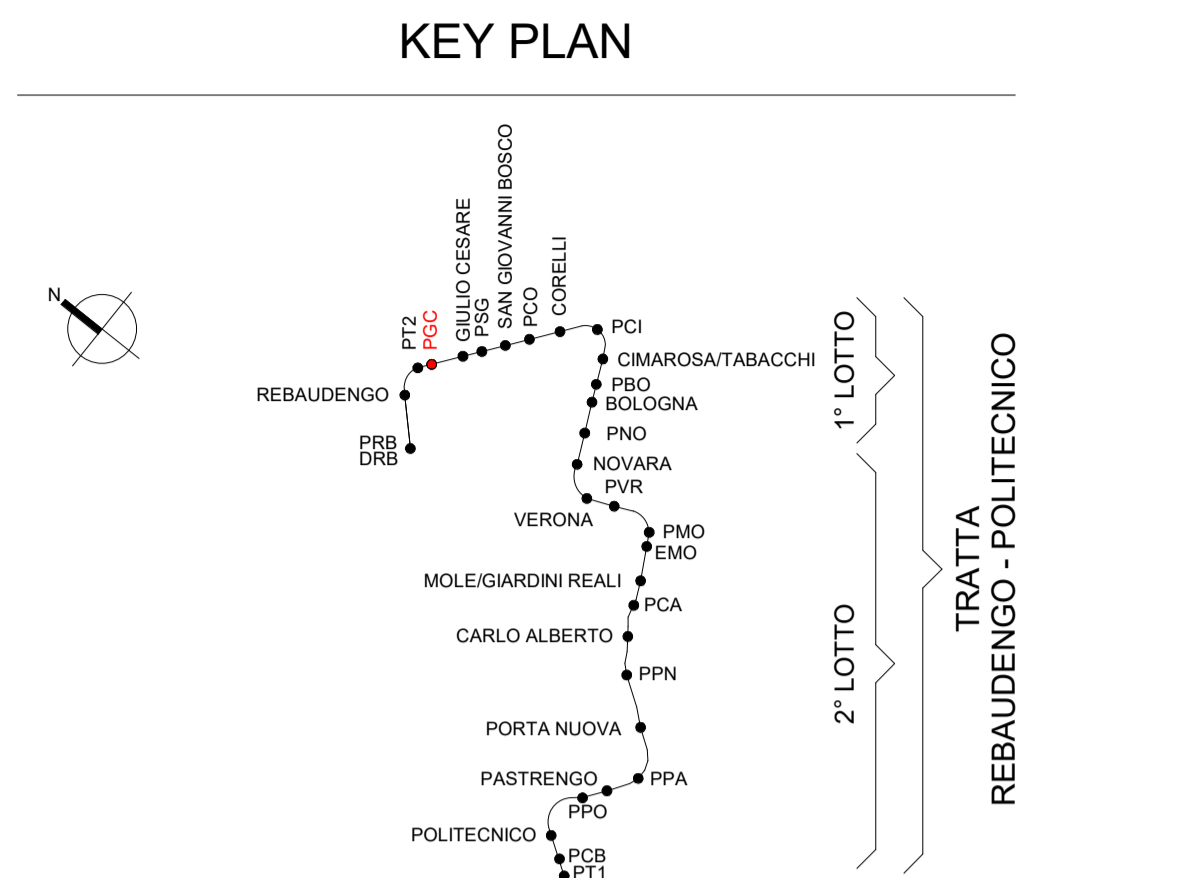 KEY PLAN
N
PT2
PGC
GIULIO CESARE
PSG
SAN GIOVANNI BOSCO
PCO
CORELLI
PCI
CIMAROSA/TABACCHI
REBAUDENGO
PBO
BOLOGNA
PRB
DRB
PNO
NOVARA
PVR
VERONA
PMO
EMO
MOLE/GIARDINI REALI
PCA
CARLO ALBERTO
PPN
PORTA NUOVA
PASTRENGO
PPA
PPO
POLITECNICO
PCB
PT1
1° LOTTO
2° LOTTO
TRATTA
REBAUDENGO - POLITECNICO